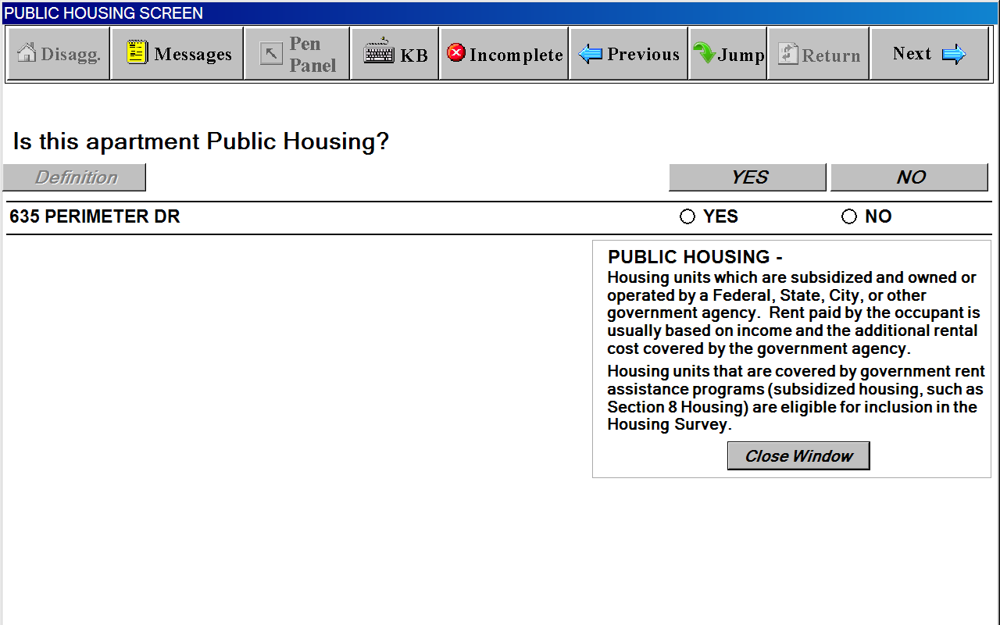 PUBLIC HOUSING SCREEN
Disagg. Messages Pen Panel KB Incomplete Previous Jump Return Next
Is this apartment Public Housing?
Definition YES NO
635 PERIMETER DR YES NO
PUBLIC HOUSING -
Housing units which are subsidized and owned or
operated by a Federal, State, City, or other
government agency.  Rent paid by the occupant is
usually based on income and the additional rental
cost covered by the government agency.
Housing units that are covered by government rent
assistance programs (subsidized housing, such as
Section 8 Housing) are eligible for inclusion in the
Housing Survey.
Close Window